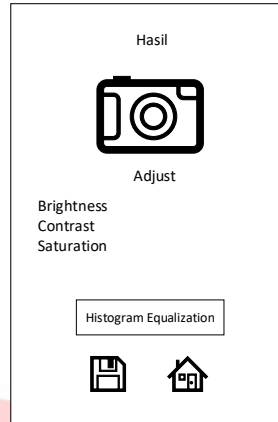 Hasil
Adjust
Brightness
Contrast
Saturation
Histogram Equalization